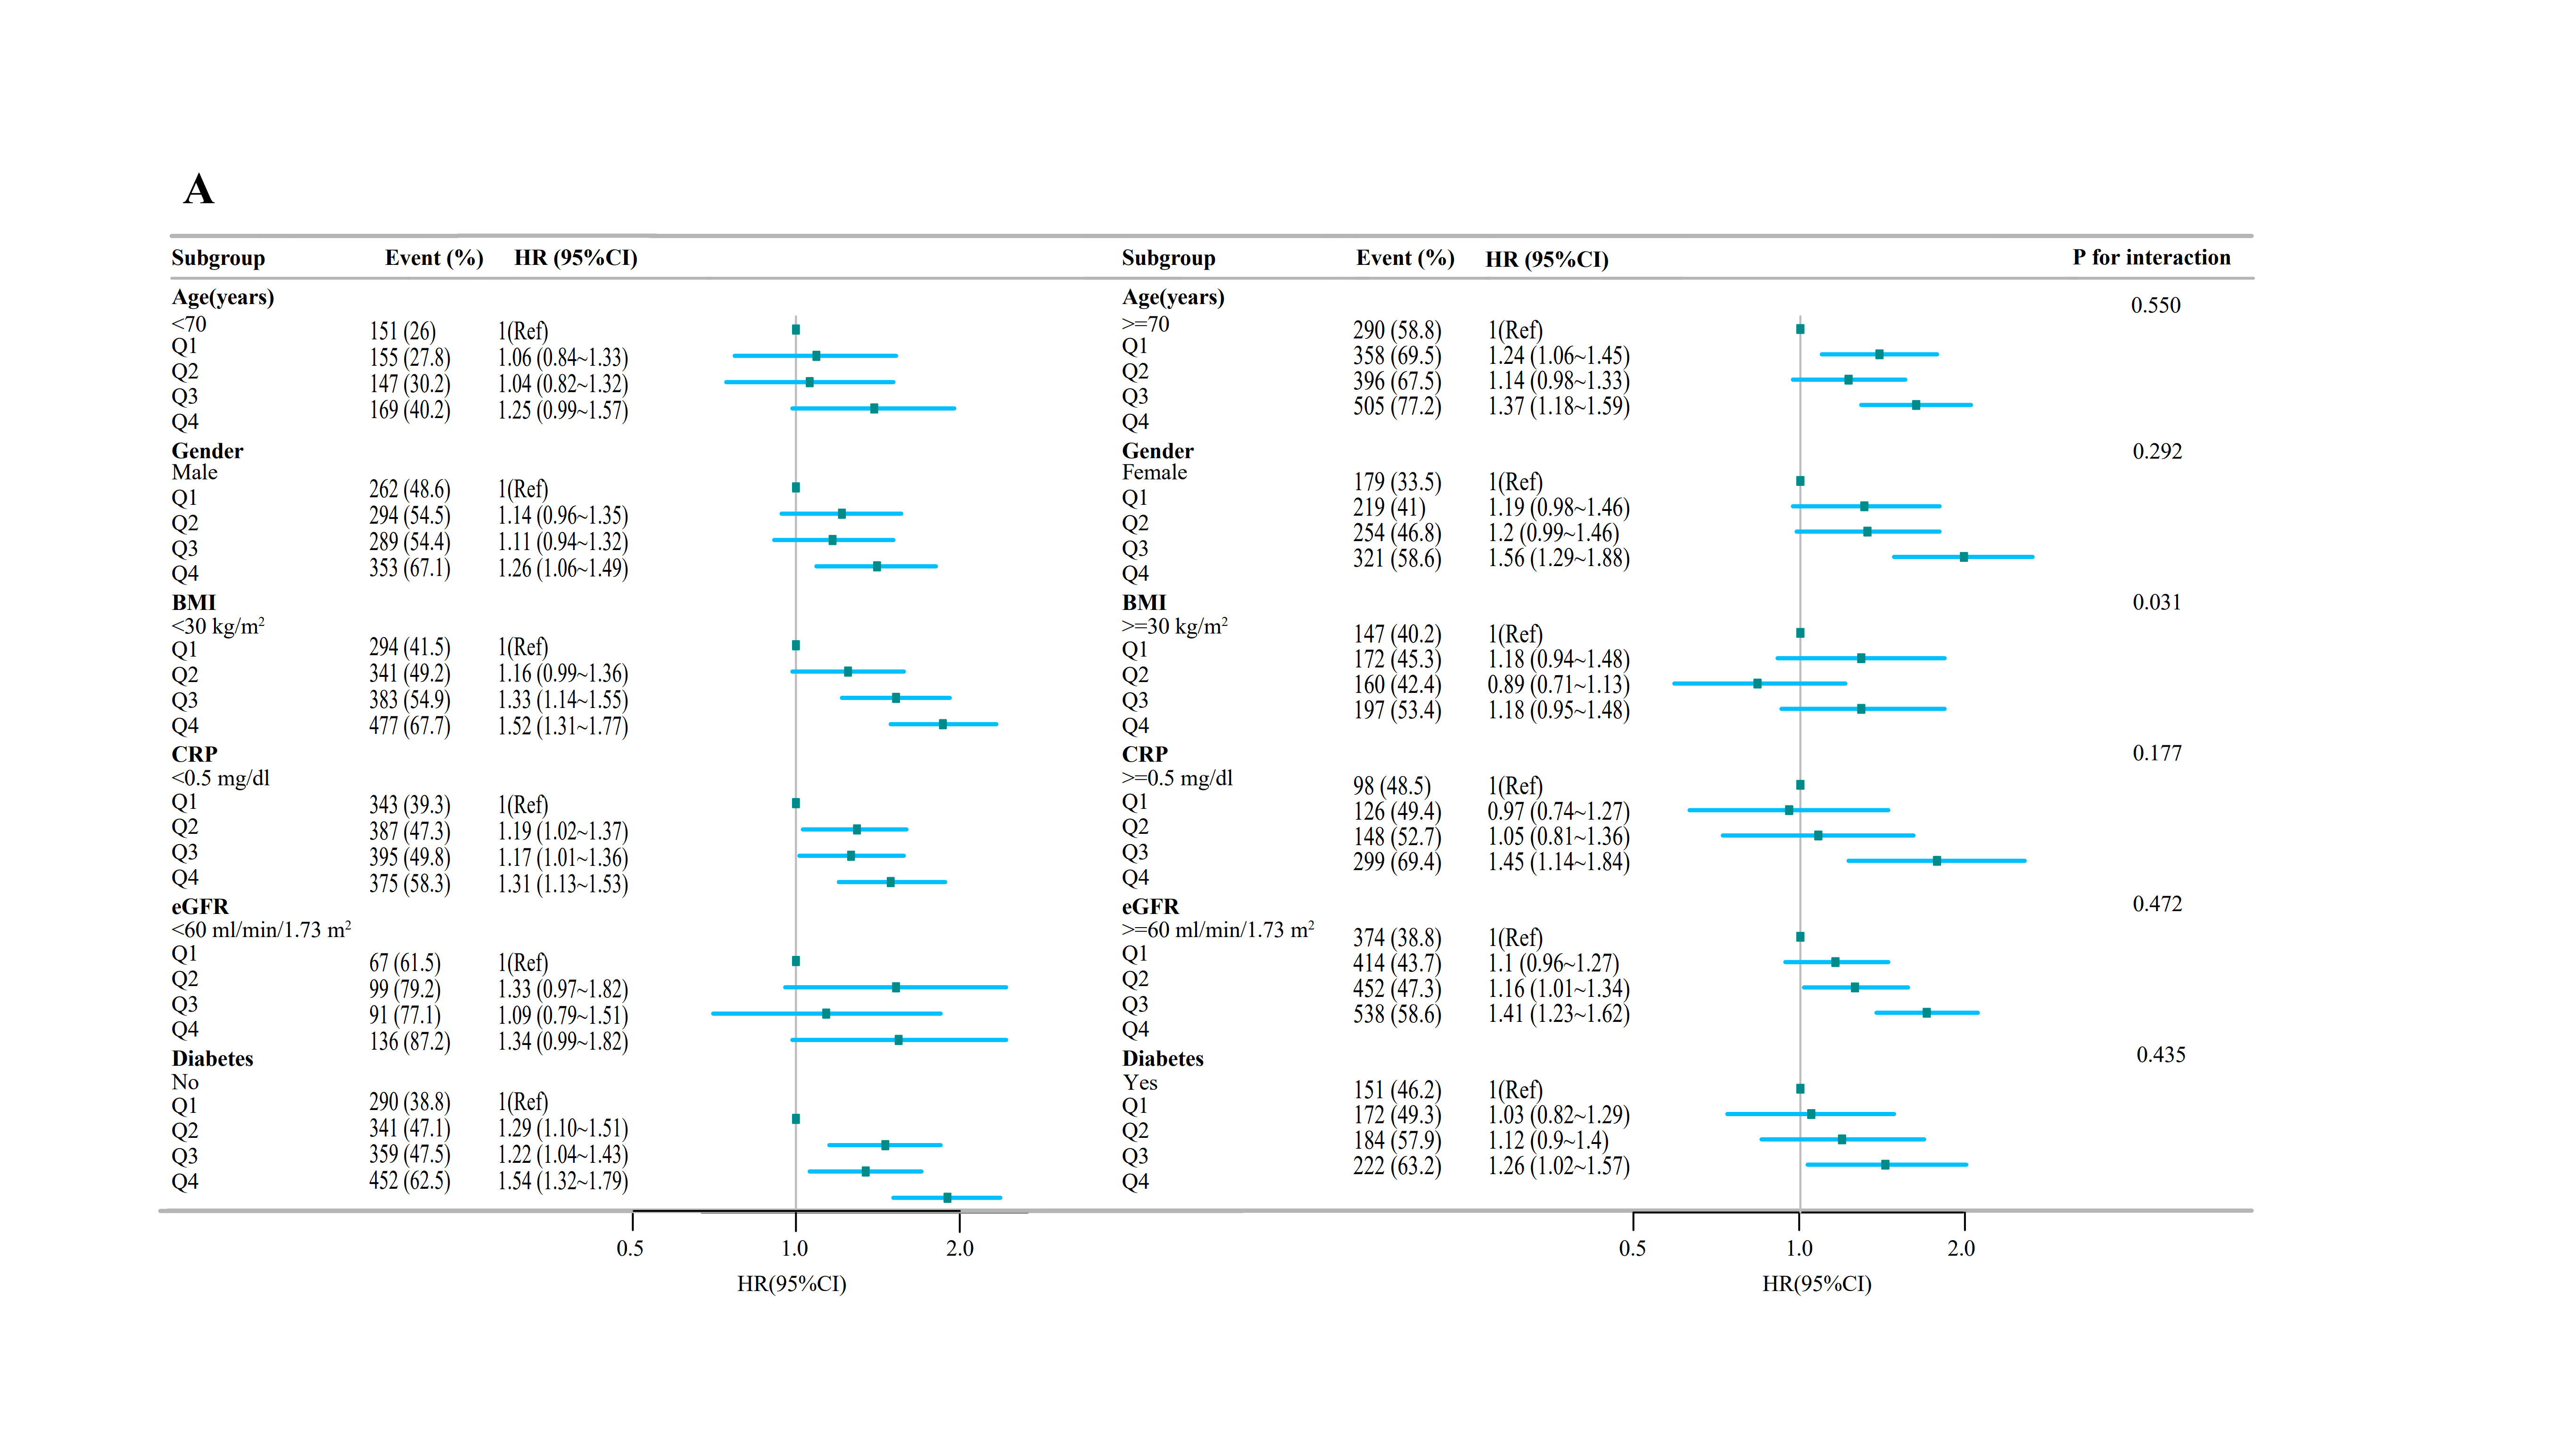 A
Subgroup Event (%) HR (95%CI) Subgroup Event (%) HR (95%CI) P for interaction
Age(years) Age(years) 0.550
<70 >=70
Q1 151 (26) 1(Ref) Q1 290 (58.8) 1(Ref)
Q2 155 (27.8) 1.06 (0.84~1.33) Q2 358 (69.5) 1.24 (1.06~1.45)
Q3 147 (30.2) 1.04 (0.82~1.32) Q3 396 (67.5) 1.14 (0.98~1.33)
Q4 169 (40.2) 1.25 (0.99~1.57) Q4 505 (77.2) 1.37 (1.18~1.59)
Gender Gender 0.292
Male Female
Q1 262 (48.6) 1(Ref) Q1 179 (33.5) 1(Ref)
Q2 294 (54.5) 1.14 (0.96~1.35) Q2 219 (41) 1.19 (0.98~1.46)
Q3 289 (54.4) 1.11 (0.94~1.32) Q3 254 (46.8) 1.2 (0.99~1.46)
Q4 353 (67.1) 1.26 (1.06~1.49) Q4 321 (58.6) 1.56 (1.29~1.88)
BMI BMI 0.031
<30 kg/m² >=30 kg/m²
Q1 294 (41.5) 1(Ref) Q1 147 (40.2) 1(Ref)
Q2 341 (49.2) 1.16 (0.99~1.36) Q2 172 (45.3) 1.18 (0.94~1.48)
Q3 383 (54.9) 1.33 (1.14~1.55) Q3 160 (42.4) 0.89 (0.71~1.13)
Q4 477 (67.7) 1.52 (1.31~1.77) Q4 197 (53.4) 1.18 (0.95~1.48)
CRP CRP 0.177
<0.5 mg/dl >=0.5 mg/dl
Q1 343 (39.3) 1(Ref) Q1 98 (48.5) 1(Ref)
Q2 387 (47.3) 1.19 (1.02~1.37) Q2 126 (49.4) 0.97 (0.74~1.27)
Q3 395 (49.8) 1.17 (1.01~1.36) Q3 148 (52.7) 1.05 (0.81~1.36)
Q4 375 (58.3) 1.31 (1.13~1.53) Q4 299 (69.4) 1.45 (1.14~1.84)
eGFR eGFR 0.472
<60 ml/min/1.73 m² >=60 ml/min/1.73 m²
Q1 67 (61.5) 1(Ref) Q1 374 (38.8) 1(Ref)
Q2 99 (79.2) 1.33 (0.97~1.82) Q2 414 (43.7) 1.1 (0.96~1.27)
Q3 91 (77.1) 1.09 (0.79~1.51) Q3 452 (47.3) 1.16 (1.01~1.34)
Q4 136 (87.2) 1.34 (0.99~1.82) Q4 538 (58.6) 1.41 (1.23~1.62)
Diabetes Diabetes 0.435
No Yes
Q1 290 (38.8) 1(Ref) Q1 151 (46.2) 1(Ref)
Q2 341 (47.1) 1.29 (1.10~1.51) Q2 172 (49.3) 1.03 (0.82~1.29)
Q3 359 (47.5) 1.22 (1.04~1.43) Q3 184 (57.9) 1.12 (0.9~1.4)
Q4 452 (62.5) 1.54 (1.32~1.79) Q4 222 (63.2) 1.26 (1.02~1.57)
0.5 1.0 2.0 0.5 1.0 2.0
HR(95%CI) HR(95%CI)